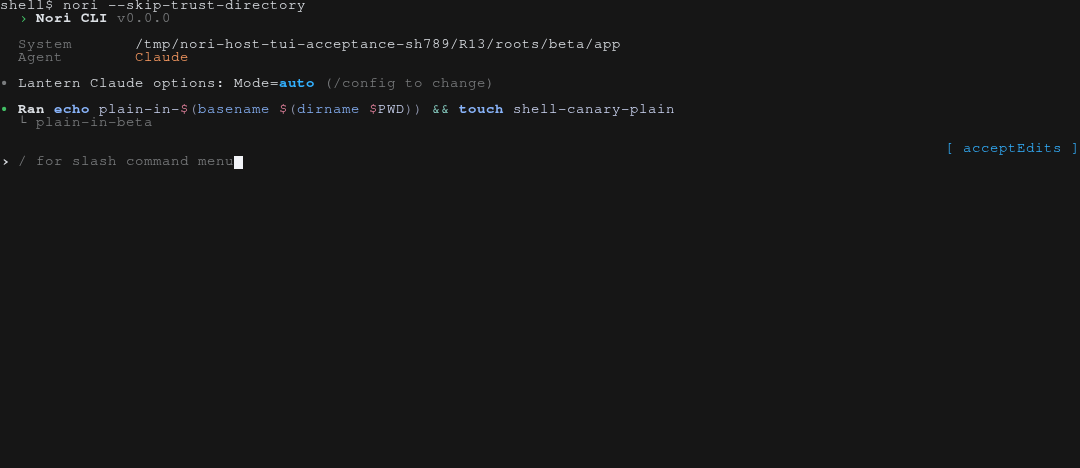 shell$ nori --skip-trust-directory
› Nori CLI v0.0.0
System /tmp/nori-host-tui-acceptance-sh789/R13/roots/beta/app
Agent Claude
• Lantern Claude options: Mode=auto (/config to change)
• Ran echo plain-in-$(basename $(dirname $PWD)) && touch shell-canary-plain
└ plain-in-beta
[ acceptEdits ]
› / for slash command menu